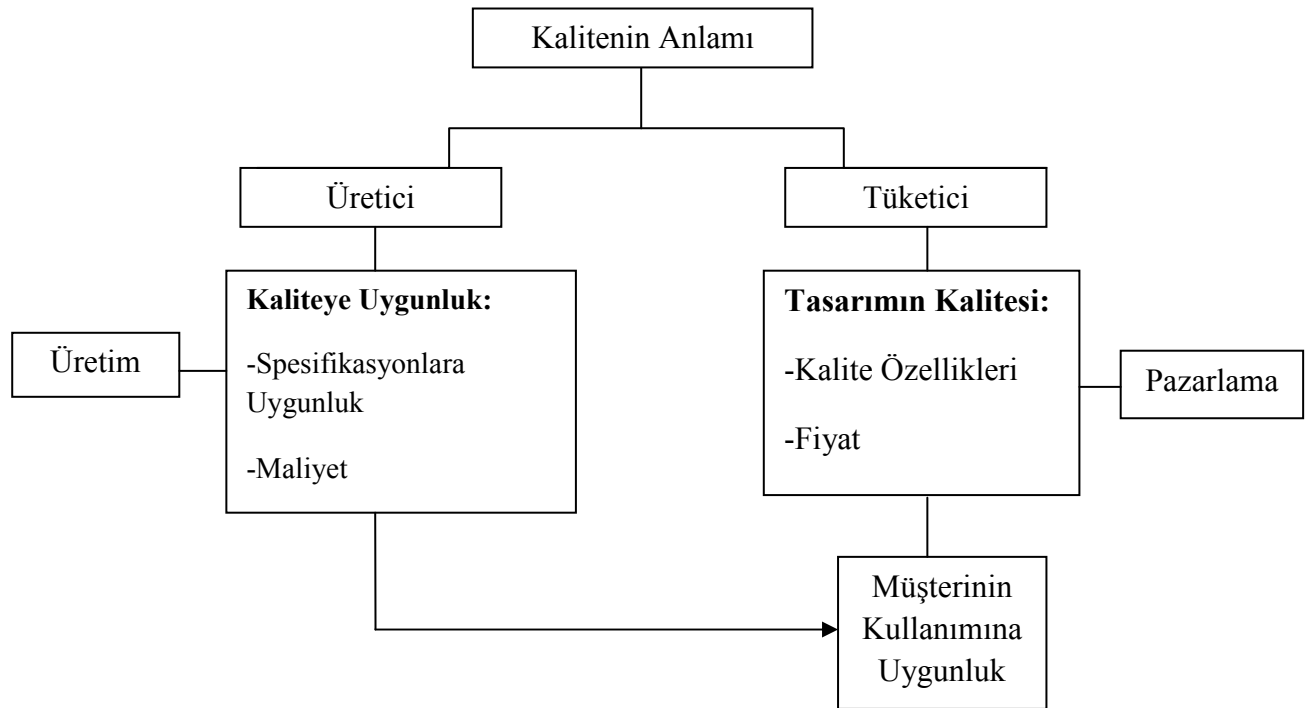 Kalitenin Anlamı
Üretici
Tüketici
Kaliteye Uygunluk:
-Spesifikasyonlara
Uygunluk
-Maliyet
Tasarımın Kalitesi:
-Kalite Özellikleri
-Fiyat
Üretim
Pazarlama
Müşterinin
Kullanımına
Uygunluk